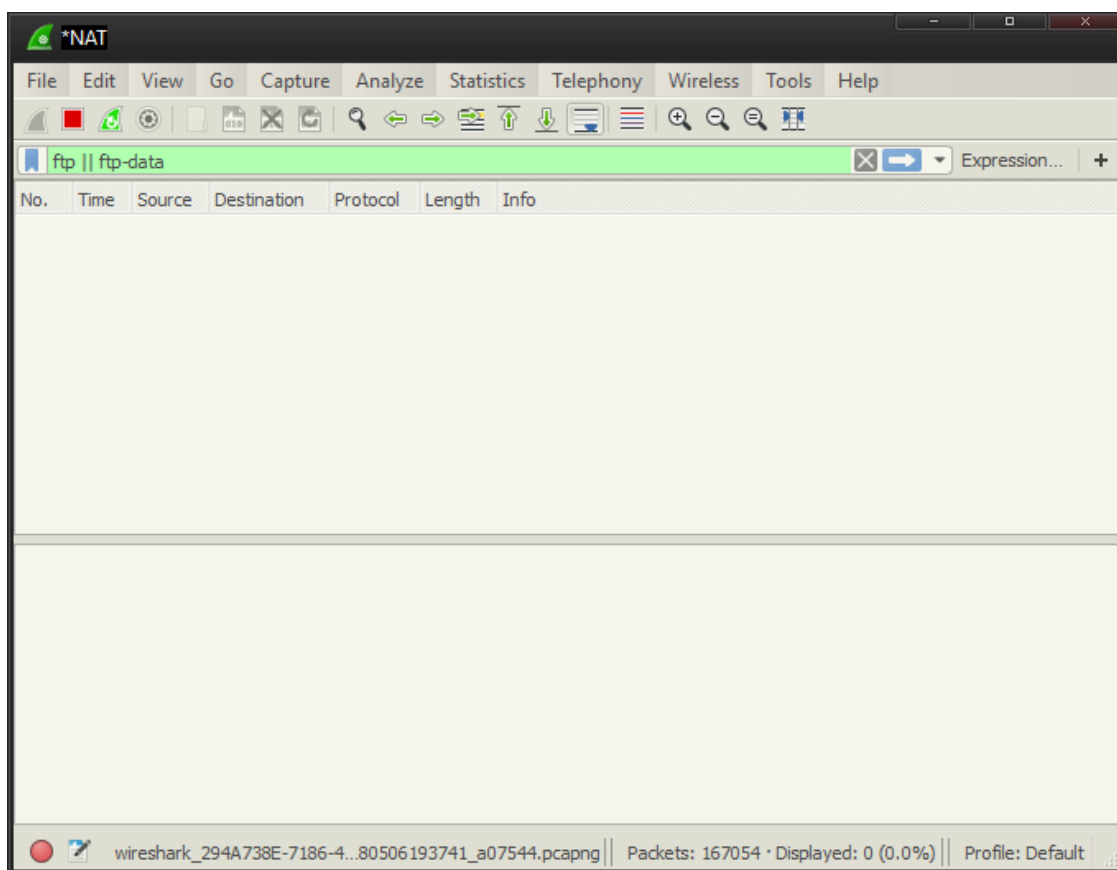 *NAT
File Edit View Go Capture Analyze Statistics Telephony Wireless Tools Help
ftp || ftp-data Expression... +
No. Time Source Destination Protocol Length Info
wireshark_294A738E-7186-4...80506193741_a07544.pcapng Packets: 167054 · Displayed: 0 (0.0%) Profile: Default